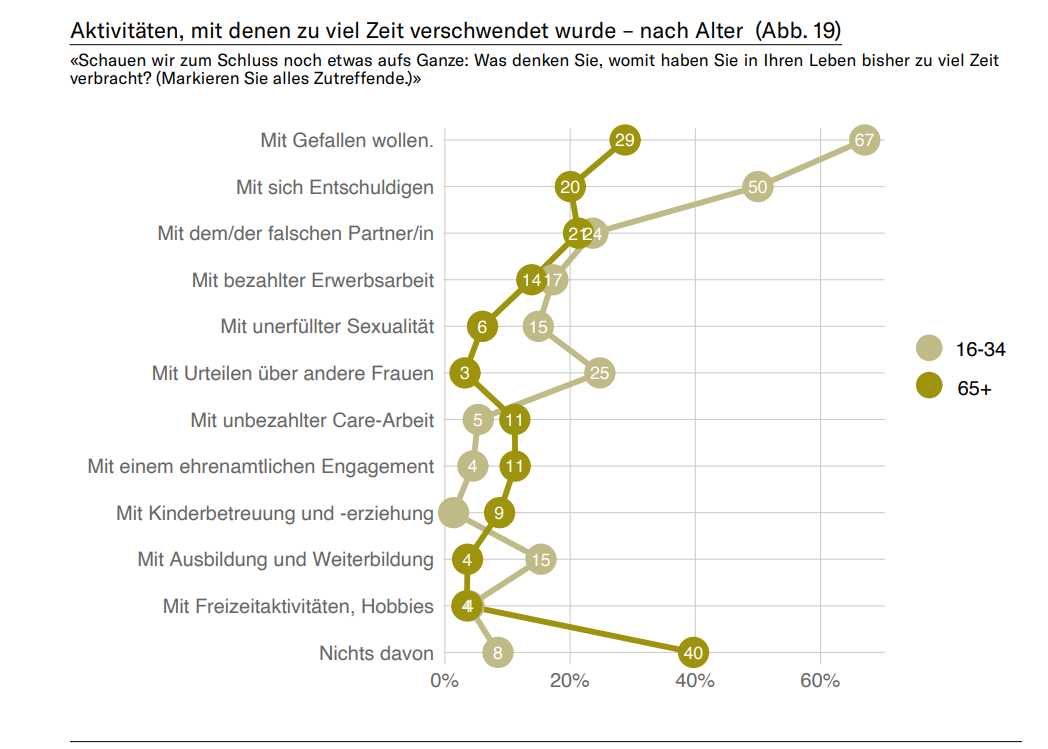 Aktivitäten, mit denen zu viel Zeit verschwendet wurde – nach Alter (Abb. 19)
«Schauen wir zum Schluss noch etwas aufs Ganze: Was denken Sie, womit haben Sie in Ihren Leben bisher zu viel Zeit
verbracht? (Markieren Sie alles Zutreffende.)»
Mit Gefallen wollen. 29 67
Mit sich Entschuldigen 20 50
Mit dem/der falschen Partner/in 21 24
Mit bezahlter Erwerbsarbeit 14 17
Mit unerfüllter Sexualität 6 15
Mit Urteilen über andere Frauen 3 25
Mit unbezahlter Care-Arbeit 5 11
Mit einem ehrenamtlichen Engagement 4 11
Mit Kinderbetreuung und -erziehung 9
Mit Ausbildung und Weiterbildung 4 15
Mit Freizeitaktivitäten, Hobbies 4
Nichts davon 8 40
0% 20% 40% 60%
16-34
65+